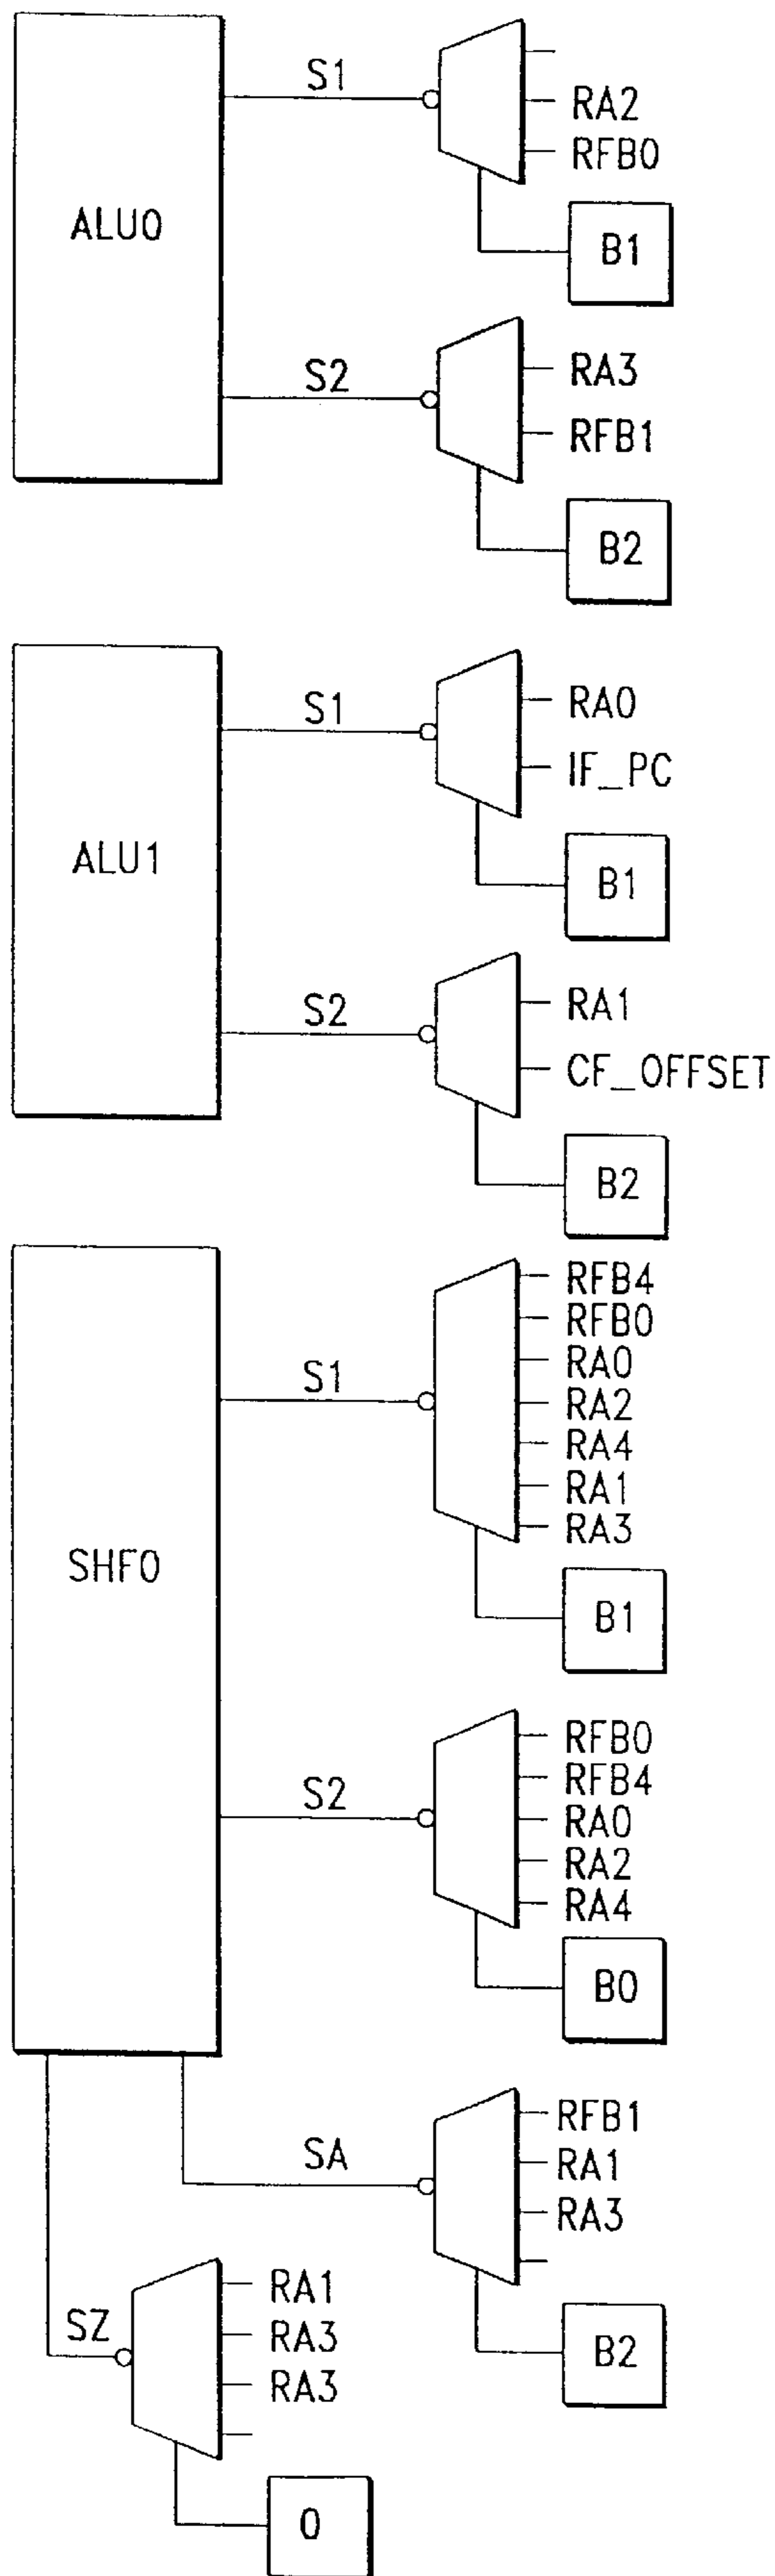 S1
RA2
RFB0
ALU0
B1
S2
RA3
RFB1
B2
S1
RA0
IF_PC
ALU1
B1
S2
RA1
CF_OFFSET
B2
RFB4
RFB0
RA0
S1
RA2
RA4
RA1
RA3
SHF0
B1
RFB0
RFB4
S2
RA0
RA2
RA4
B0
RFB1
SA
RA1
RA3
RA1
SZ
RA3
RA3
B2
0